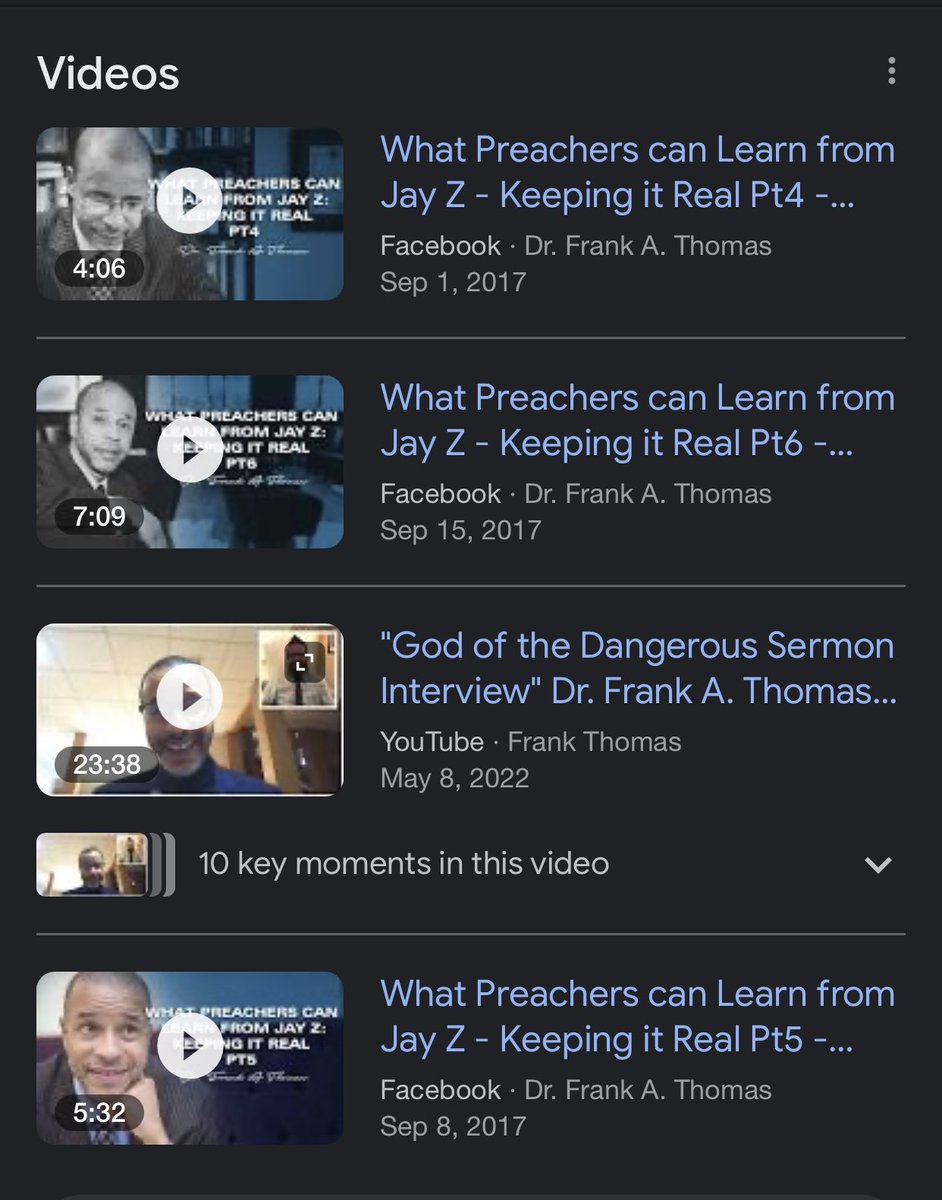 Videos
WHAT PREACHERS CAN
LEARN FROM JAY Z:
KEEPING IT REAL
PT4
Dr. Frank A. Thomas
4:06
What Preachers can Learn from
Jay Z - Keeping it Real Pt4 -...
Facebook · Dr. Frank A. Thomas
Sep 1, 2017
WHAT PREACHERS CAN
LEARN FROM JAY Z:
KEEPING IT REAL
PT6
Dr. Frank A. Thomas
7:09
What Preachers can Learn from
Jay Z - Keeping it Real Pt6 -...
Facebook · Dr. Frank A. Thomas
Sep 15, 2017
23:38
"God of the Dangerous Sermon
Interview" Dr. Frank A. Thomas...
YouTube · Frank Thomas
May 8, 2022
10 key moments in this video
WHAT PREACHERS CAN
LEARN FROM JAY Z:
KEEPING IT REAL
PT5
Dr. Frank A. Thomas
5:32
What Preachers can Learn from
Jay Z - Keeping it Real Pt5 -...
Facebook · Dr. Frank A. Thomas
Sep 8, 2017